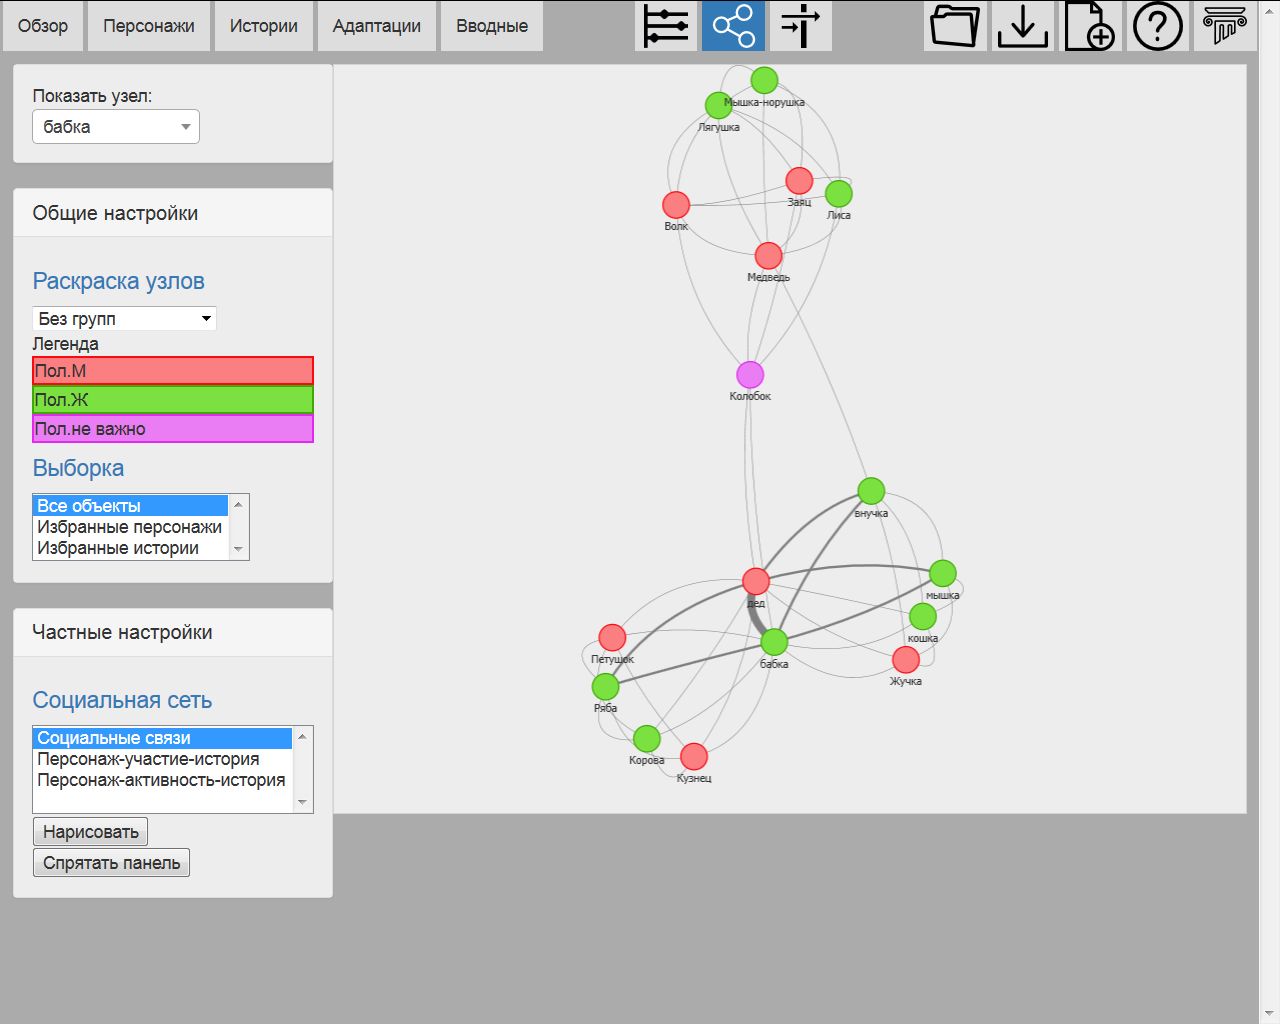 Обзор
Персонажи
Истории
Адаптации
Вводные
Показать узел:
бабка
Общие настройки
Раскраска узлов
Без групп
Легенда
Пол.М
Пол.Ж
Пол.не важно
Выборка
Все объекты
Избранные персонажи
Избранные истории
Частные настройки
Социальная сеть
Социальные связи
Персонаж-участие-история
Персонаж-активность-история
Нарисовать
Спрятать панель
Мышка-норушка
Лягушка
Заяц
Лиса
Волк
Медведь
Колобок
внучка
мышка
дед
кошка
бабка
Петушок
Жучка
Ряба
Корова
Кузнец